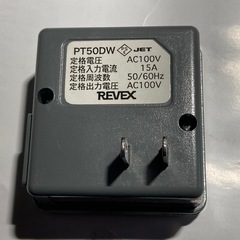 PT50DW JET
定格電圧 AC100V
定格入力電流 15A
定格周波数 50/60Hz
定格出力電圧 AC100V
REVEX